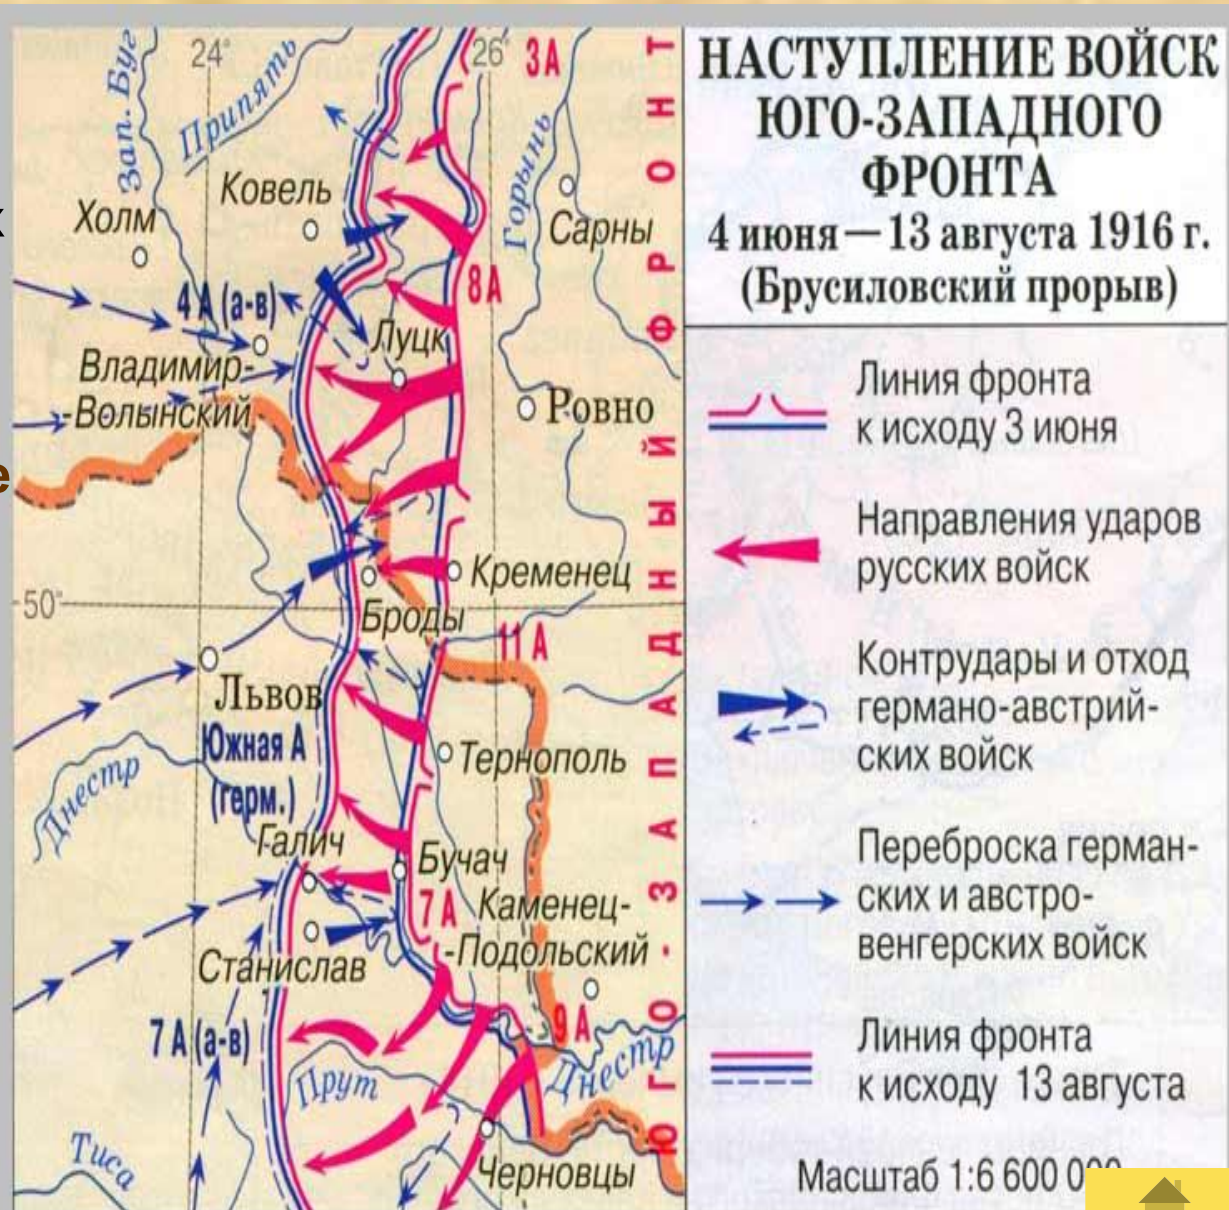 24°
26°
3А
Зап. Буг
Припять
Горынь
Ковель
Холм
Сарны
4 А (а-в)
8А
Луцк
Владимир-
-Волынский
Ровно
50°
Кременец
Броды
11 А
Львов
Южная А
(герм.)
Тернополь
Днестр
Галич
Бучач
7 А
Каменец-
-Подольский
Станислав
9 А
7 А (а-в)
Днестр
Прут
Тиса
Черновцы
ЮГО-ЗАПАДНЫЙ ФРОНТ
НАСТУПЛЕНИЕ ВОЙСК
ЮГО-ЗАПАДНОГО
ФРОНТА
4 июня — 13 августа 1916 г.
(Брусиловский прорыв)
Линия фронта
к исходу 3 июня
Направления ударов
русских войск
Контрудары и отход
германо-австрий-
ских войск
Переброска герман-
ских и австро-
венгерских войск
Линия фронта
к исходу 13 августа
Масштаб 1:6 600 000